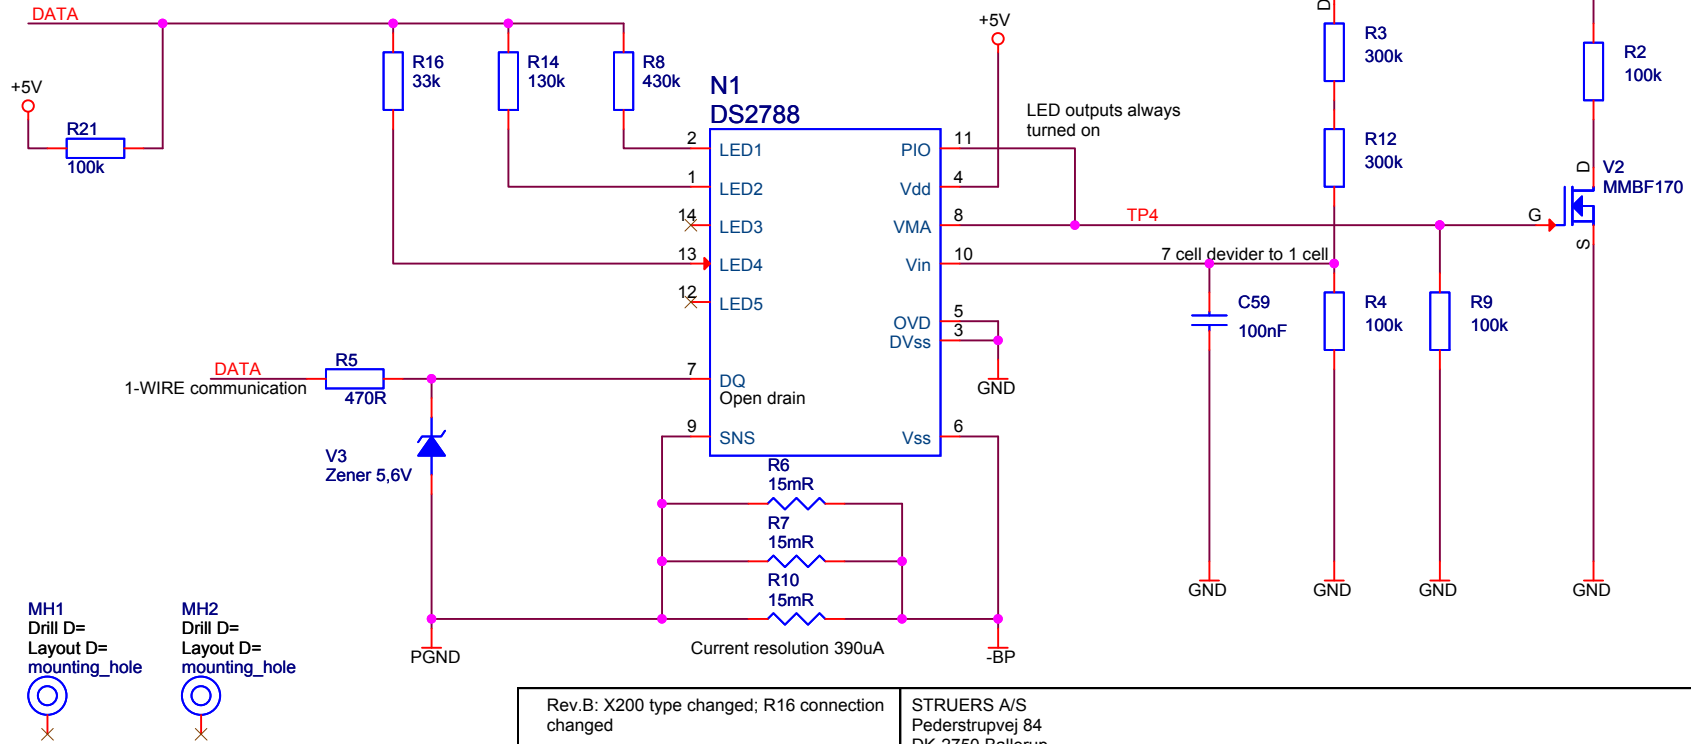 DATA
+5V
R21
100k
R16
33k
R14
130k
R8
430k
N1
DS2788
+5V
LED outputs always
turned on
R3
300k
R12
300k
D
R2
100k
D
V2
MMBF170
G
S
2
LED1
1
LED2
14
LED3
13
LED4
12
LED5
7
DQ
Open drain
9
SNS
PIO
11
Vdd
4
VMA
8
Vin
10
OVD
5
DVss
3
Vss
6
TP4
7 cell devider to 1 cell
C59
100nF
R4
100k
R9
100k
GND
GND
GND
GND
GND
DATA
1-WIRE communication
R5
470R
V3
Zener 5,6V
R6
15mR
R7
15mR
R10
15mR
Current resolution 390uA
PGND
-BP
MH1
Drill D=
Layout D=
mounting_hole
MH2
Drill D=
Layout D=
mounting_hole
Rev.B: X200 type changed; R16 connection
changed
STRUERS A/S
Pederstrupvej 84
DK-2750 Ballerup